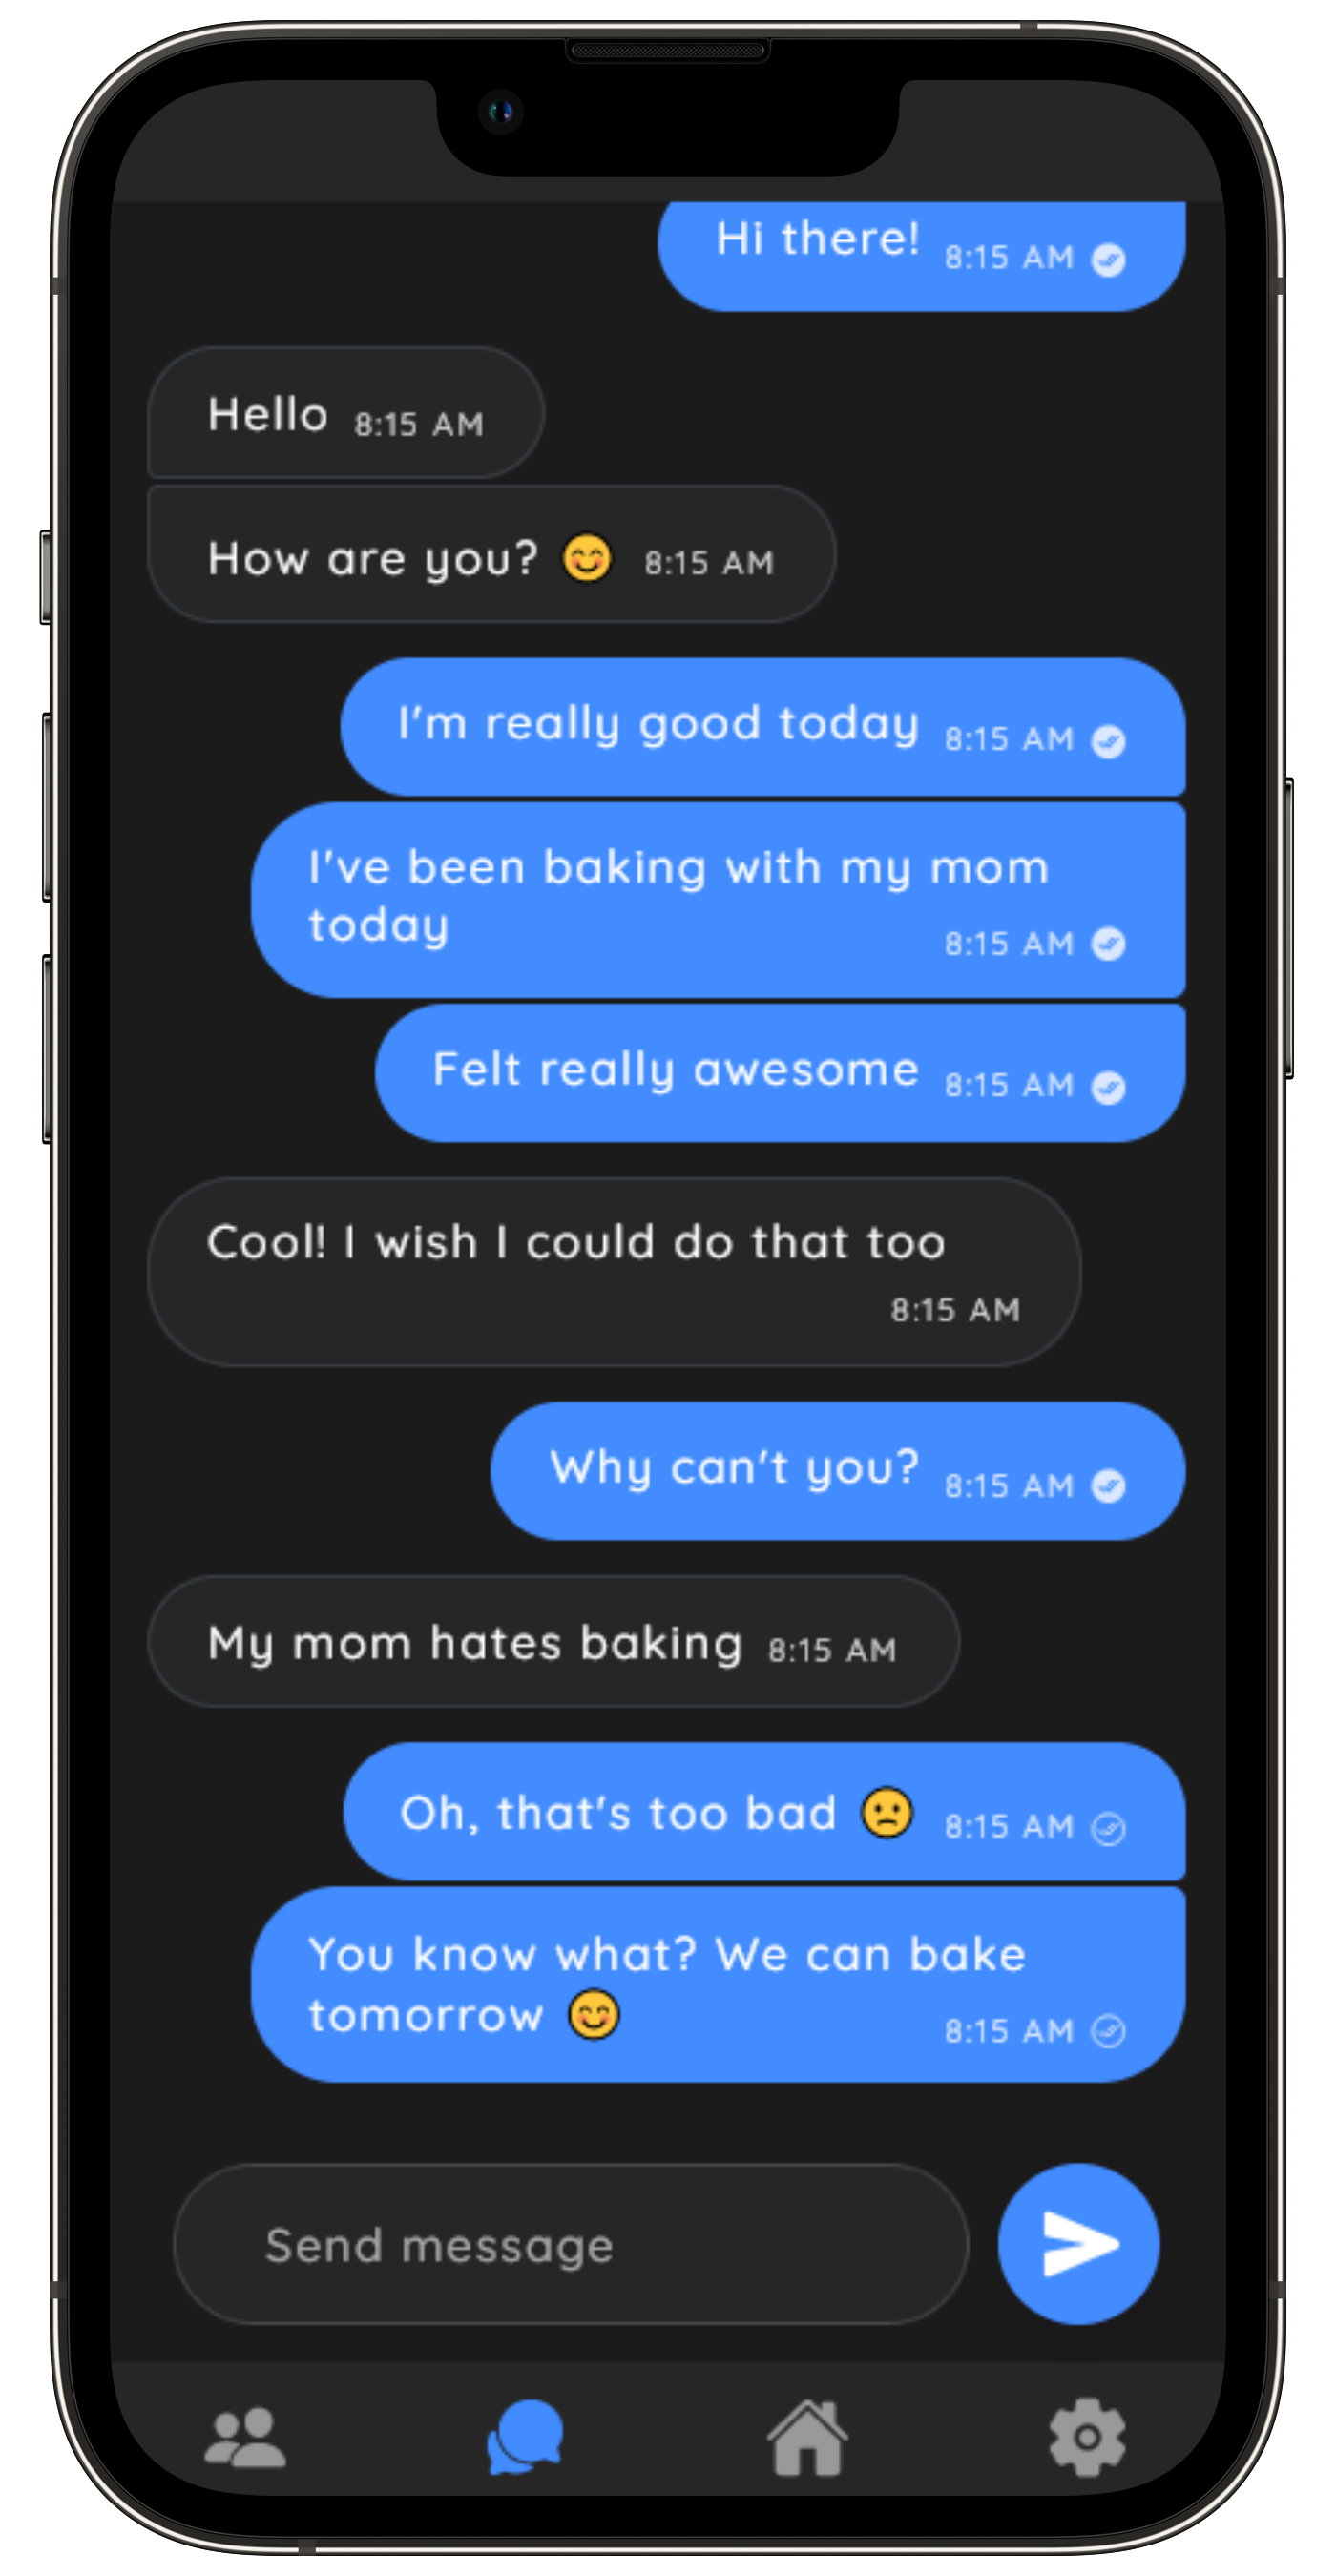 Hi there! 8:15 AM
Hello 8:15 AM
How are you? 😊 8:15 AM
I'm really good today 8:15 AM
I've been baking with my mom
today 8:15 AM
Felt really awesome 8:15 AM
Cool! I wish I could do that too
8:15 AM
Why can't you? 8:15 AM
My mom hates baking 8:15 AM
Oh, that's too bad 🙁 8:15 AM
You know what? We can bake
tomorrow 😊 8:15 AM
Send message